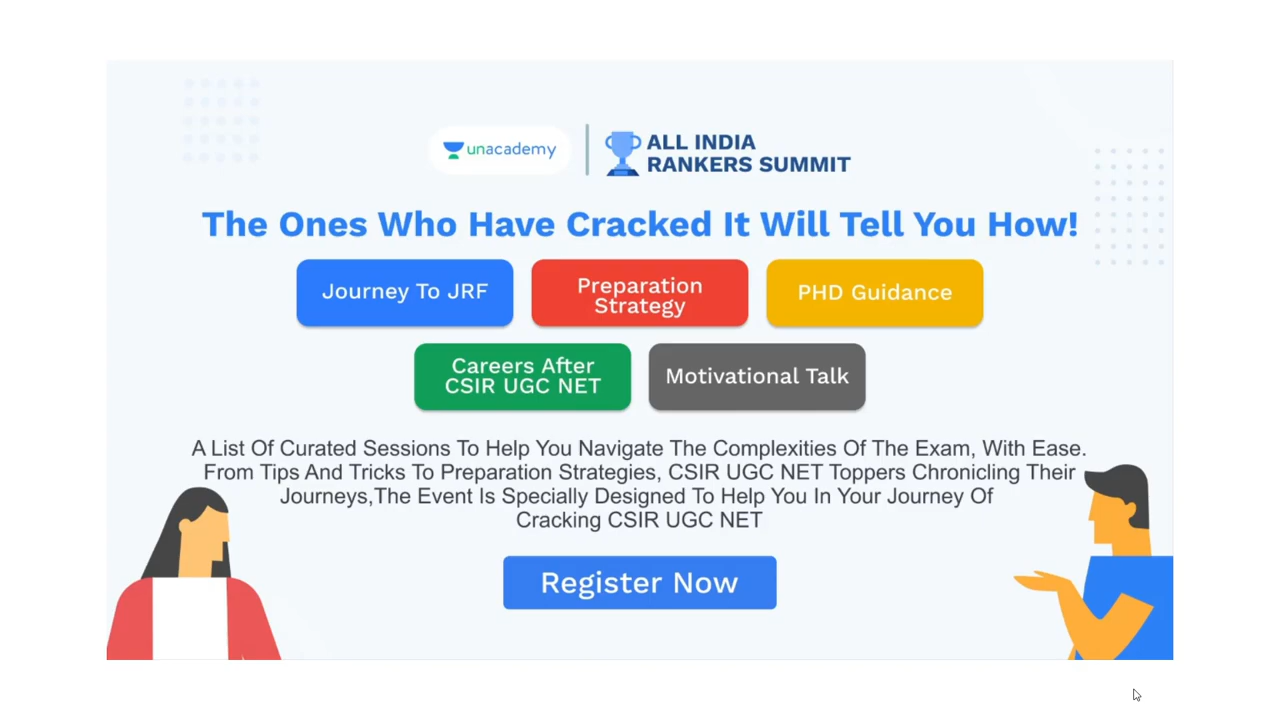 unacademy
ALL INDIA
RANKERS SUMMIT
The Ones Who Have Cracked It Will Tell You How!
Journey To JRF
Preparation
Strategy
PHD Guidance
Careers After
CSIR UGC NET
Motivational Talk
A List Of Curated Sessions To Help You Navigate The Complexities Of The Exam, With Ease.
From Tips And Tricks To Preparation Strategies, CSIR UGC NET Toppers Chronicling Their
Journeys,The Event Is Specially Designed To Help You In Your Journey Of
Cracking CSIR UGC NET
Register Now